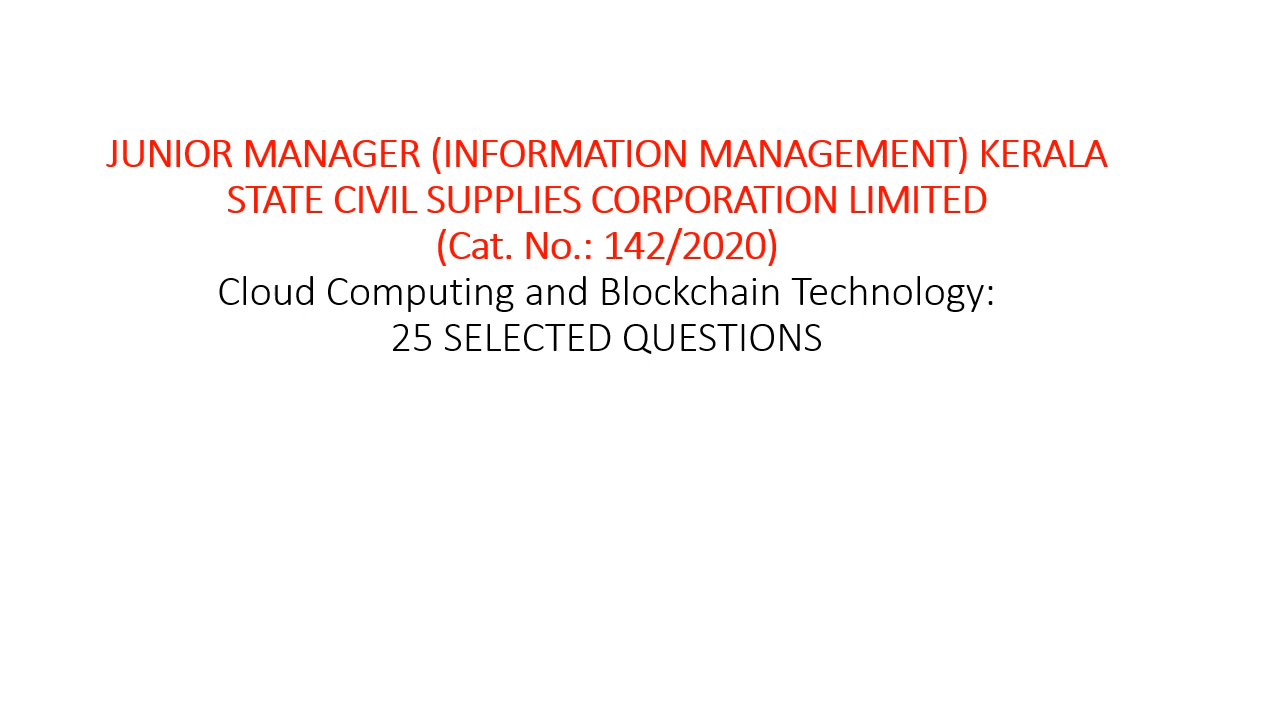 JUNIOR MANAGER (INFORMATION MANAGEMENT) KERALA
STATE CIVIL SUPPLIES CORPORATION LIMITED
(Cat. No.: 142/2020)
Cloud Computing and Blockchain Technology:
25 SELECTED QUESTIONS